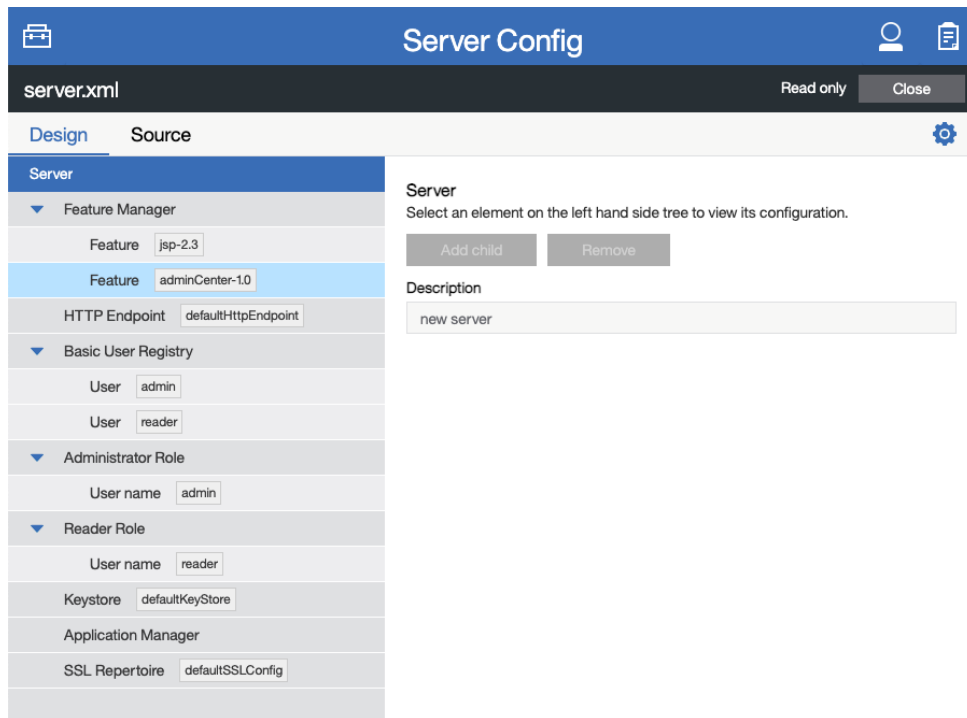 Server Config
server.xml
Read only
Close
Design
Source
Server
Feature Manager
Feature jsp-2.3
Feature adminCenter-1.0
HTTP Endpoint defaultHttpEndpoint
Basic User Registry
User admin
User reader
Administrator Role
User name admin
Reader Role
User name reader
Keystore defaultKeyStore
Application Manager
SSL Repertoire defaultSSLConfig
Server
Select an element on the left hand side tree to view its configuration.
Add child
Remove
Description
new server